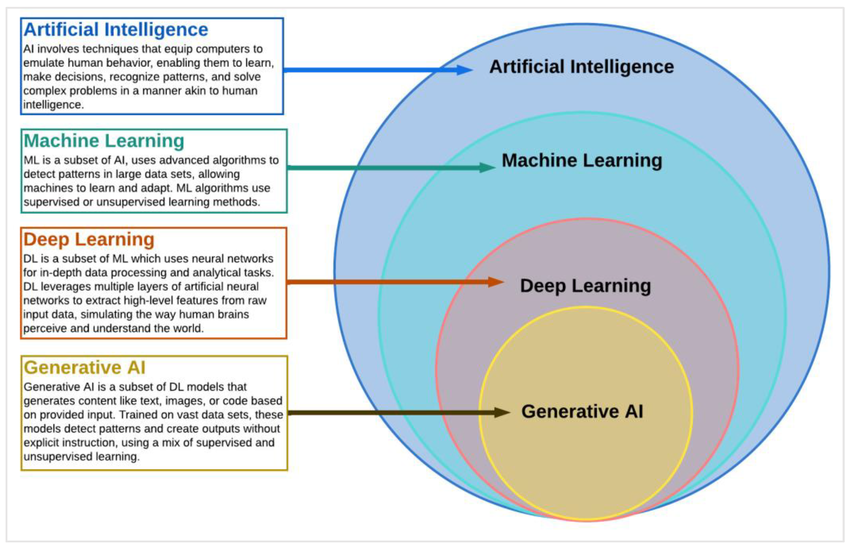 Artificial Intelligence
AI involves techniques that equip computers to
emulate human behavior, enabling them to learn,
make decisions, recognize patterns, and solve
complex problems in a manner akin to human
intelligence.
Machine Learning
ML is a subset of AI, uses advanced algorithms to
detect patterns in large data sets, allowing
machines to learn and adapt. ML algorithms use
supervised or unsupervised learning methods.
Deep Learning
DL is a subset of ML which uses neural networks
for in-depth data processing and analytical tasks.
DL leverages multiple layers of artificial neural
networks to extract high-level features from raw
input data, simulating the way human brains
perceive and understand the world.
Generative AI
Generative AI is a subset of DL models that
generates content like text, images, or code based
on provided input. Trained on vast data sets, these
models detect patterns and create outputs without
explicit instruction, using a mix of supervised and
unsupervised learning.
Artificial Intelligence
Machine Learning
Deep Learning
Generative AI